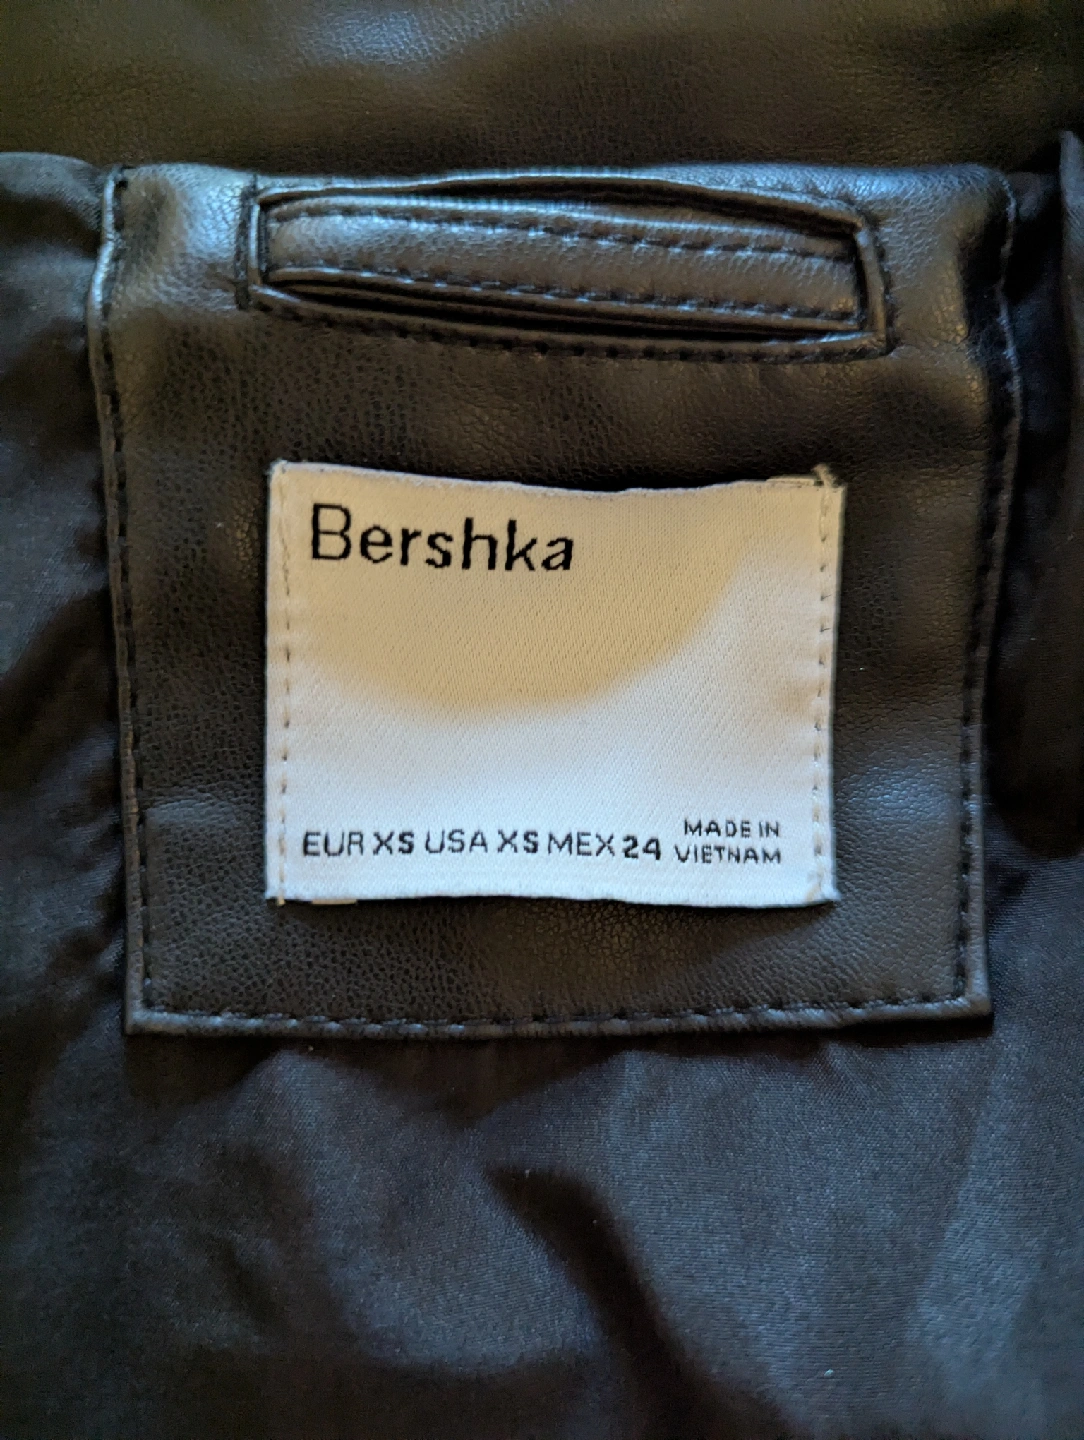 Bershka
EUR XS USA XS MEX 24
MADE IN
VIETNAM